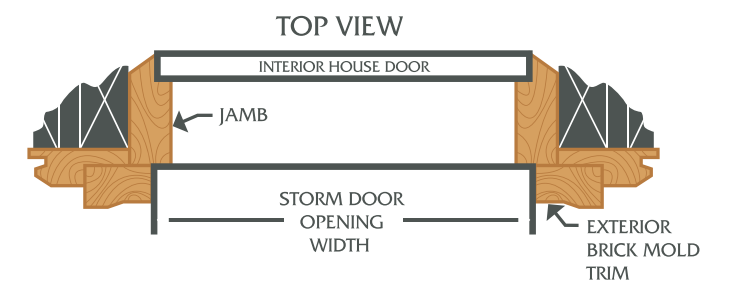 TOP VIEW
INTERIOR HOUSE DOOR
JAMB
STORM DOOR
OPENING
WIDTH
EXTERIOR
BRICK MOLD
TRIM